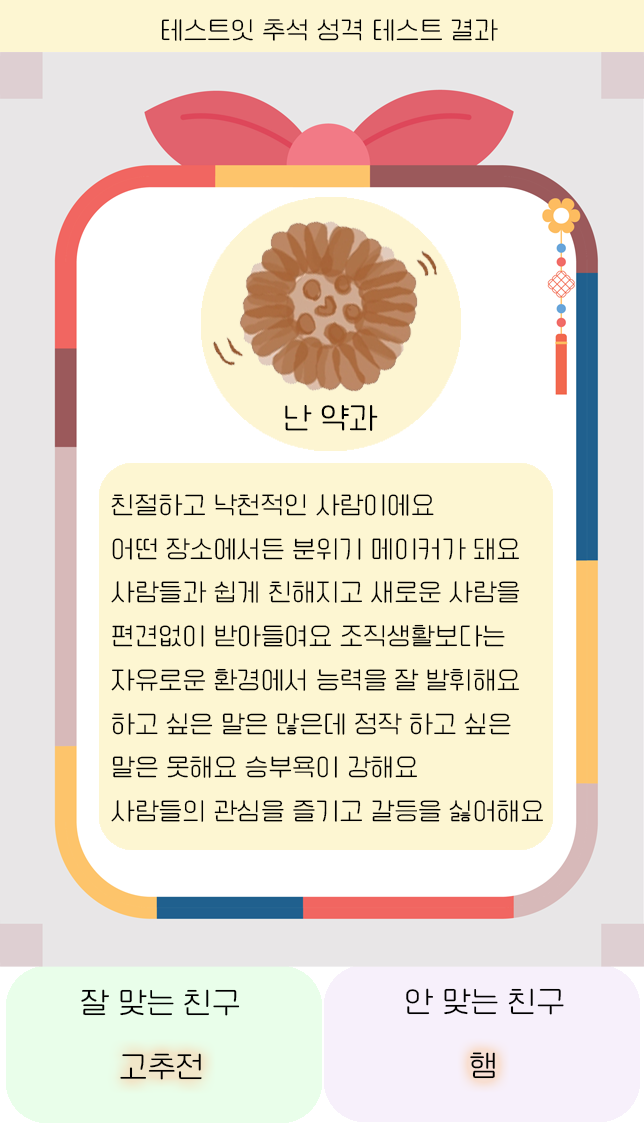 테스트잇 추석 성격 테스트 결과
난 약과
친절하고 낙천적인 사람이에요
어떤 장소에서든 분위기 메이커가 돼요
사람들과 쉽게 친해지고 새로운 사람을
편견없이 받아들여요 조직생활보다는
자유로운 환경에서 능력을 잘 발휘해요
하고 싶은 말은 많은데 정작 하고 싶은
말은 못해요 승부욕이 강해요
사람들의 관심을 즐기고 갈등을 싫어해요
잘 맞는 친구
고추전
안 맞는 친구
햄